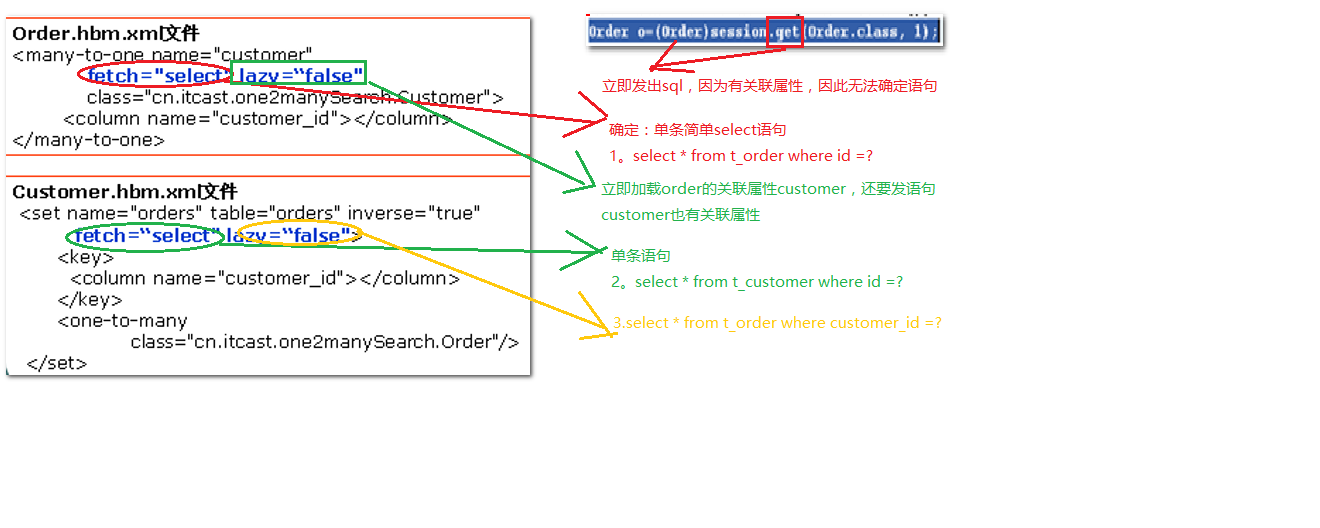 Order.hbm.xml文件
<many-to-one name="customer"
fetch="select" lazy=“false"
class="cn.itcast.one2manySearch.Customer">
<column name="customer_id"></column>
</many-to-one>
Customer.hbm.xml文件
<set name="orders" table="orders" inverse="true"
fetch=“select" lazy=“false">
<key>
<column name="customer_id"></column>
</key>
<one-to-many
class="cn.itcast.one2manySearch.Order"/>
</set>
Order o=(Order)session.get(Order.class, 1);
立即发出sql，因为有关联属性，因此无法确定语句
确定：单条简单select语句
1。select * from t_order where id =?
立即加载order的关联属性customer，还要发语句
customer也有关联属性
单条语句
2。select * from t_customer where id =?
3.select * from t_order where customer_id =?